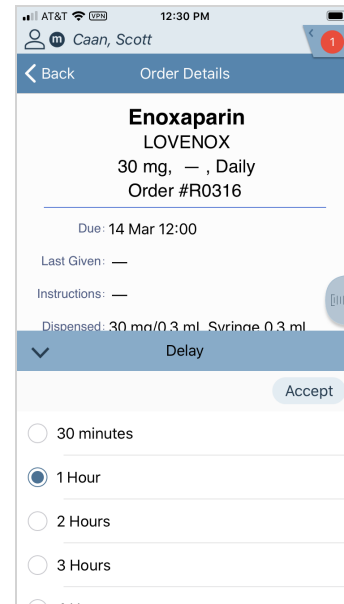 AT&T VPN 12:30 PM
m Caan, Scott 1
Back Order Details
Enoxaparin
LOVENOX
30 mg, — , Daily
Order #R0316
Due: 14 Mar 12:00
Last Given: —
Instructions: —
Dispensed: 30 mg/0.3 mL Syringe 0.3 mL
Delay
Accept
30 minutes
1 Hour
2 Hours
3 Hours